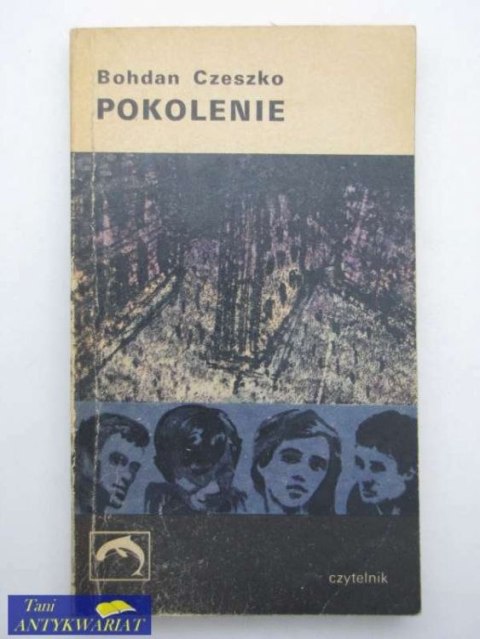 Bohdan Czeszko
POKOLENIE
czytelnik
Tani
ANTYKWARIAT